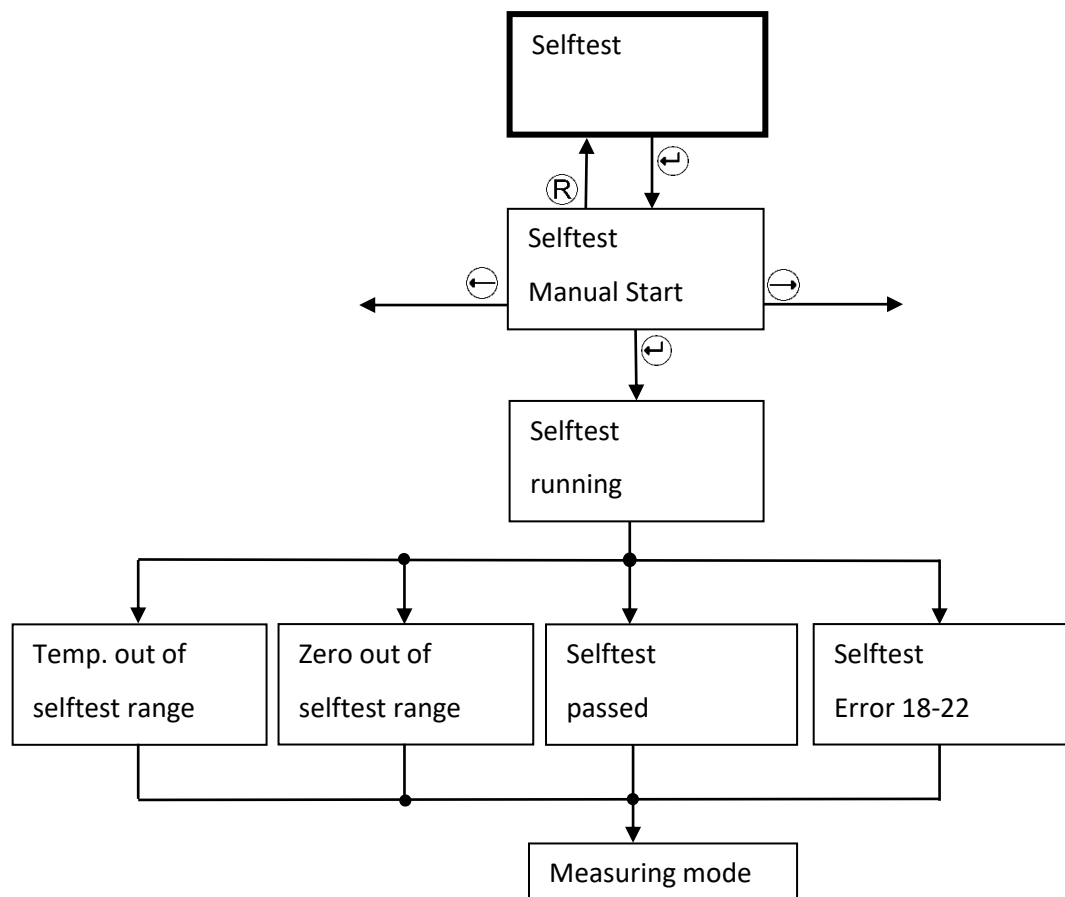 Selftest
R
Selftest
Manual Start
Selftest
running
Temp. out of
selftest range
Zero out of
selftest range
Selftest
passed
Selftest
Error 18-22
Measuring mode